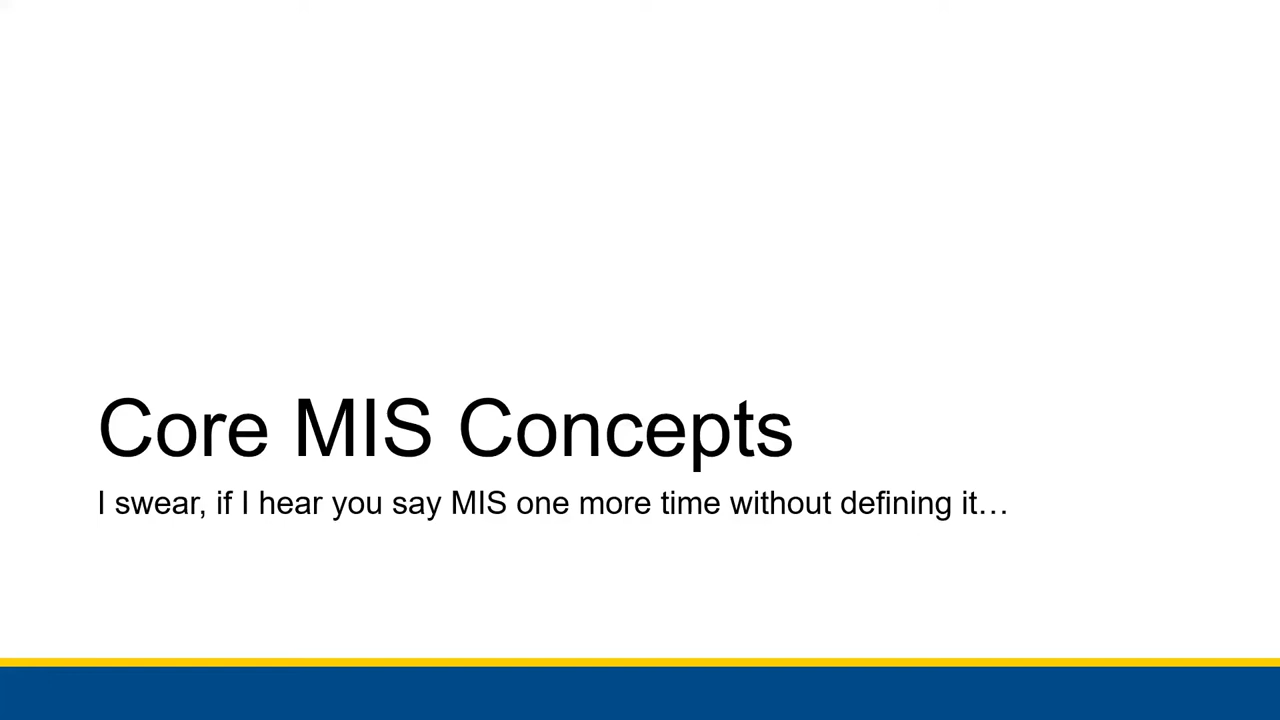 Core MIS Concepts
I swear, if I hear you say MIS one more time without defining it…